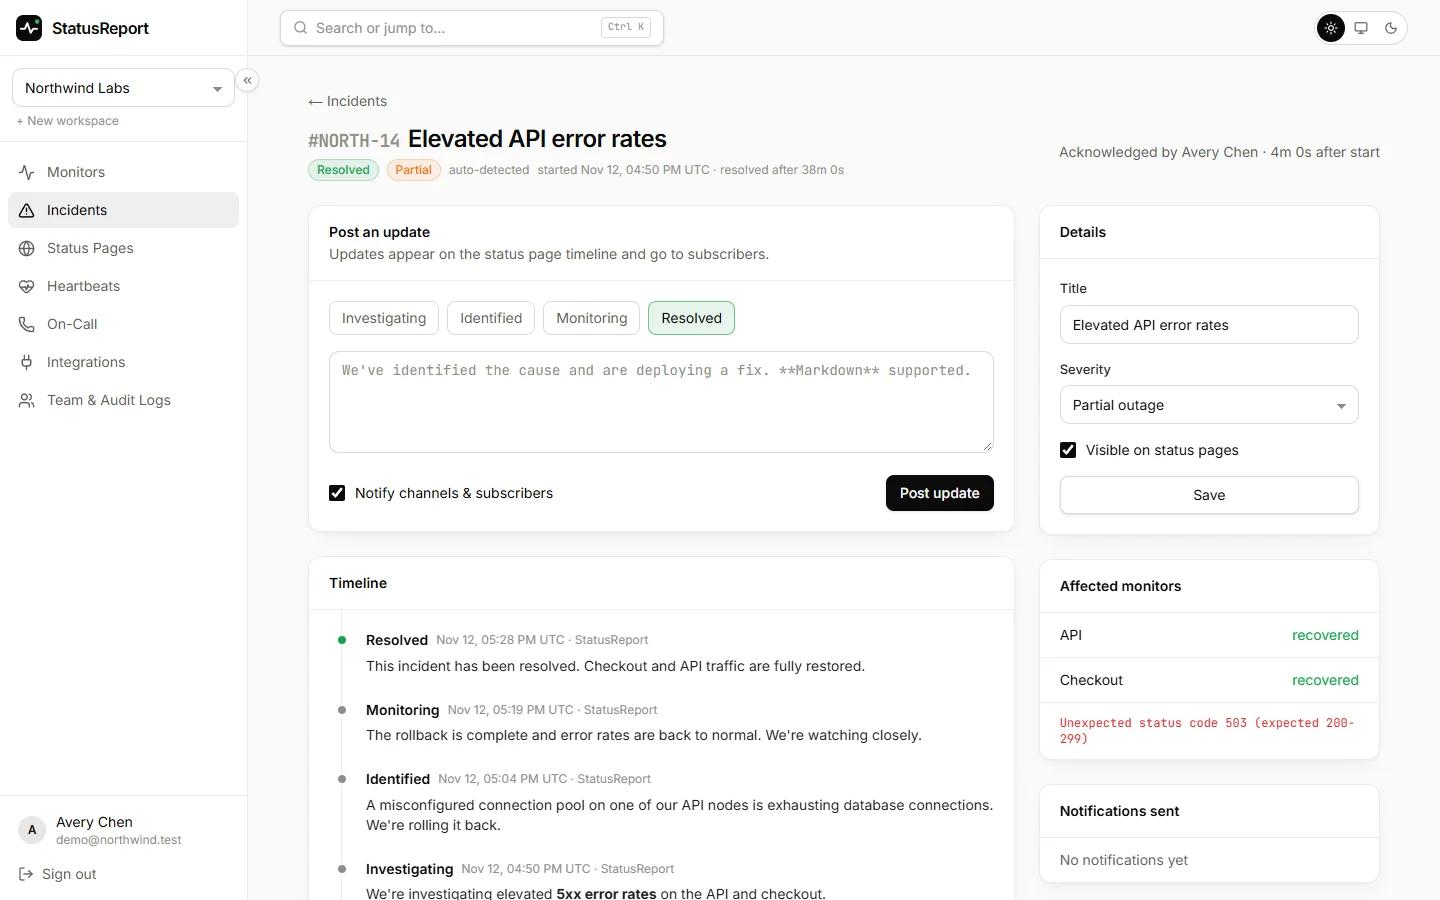 StatusReport
Search or jump to...
Ctrl K
Northwind Labs
+ New workspace
Monitors
Incidents
Status Pages
Heartbeats
On-Call
Integrations
Team & Audit Logs
Avery Chen
A
demo@northwind.test
Sign out
← Incidents
#NORTH-14 Elevated API error rates
Resolved Partial auto-detected started Nov 12, 04:50 PM UTC · resolved after 38m 0s
Acknowledged by Avery Chen · 4m 0s after start
Post an update
Updates appear on the status page timeline and go to subscribers.
Investigating Identified Monitoring Resolved
We've identified the cause and are deploying a fix. **Markdown** supported.
Notify channels & subscribers
Post update
Timeline
Resolved Nov 12, 05:28 PM UTC · StatusReport
This incident has been resolved. Checkout and API traffic are fully restored.
Monitoring Nov 12, 05:19 PM UTC · StatusReport
The rollback is complete and error rates are back to normal. We're watching closely.
Identified Nov 12, 05:04 PM UTC · StatusReport
A misconfigured connection pool on one of our API nodes is exhausting database connections.
We're rolling it back.
Investigating Nov 12, 04:50 PM UTC · StatusReport
We're investigating elevated 5xx error rates on the API and checkout.
Details
Title
Elevated API error rates
Severity
Partial outage
Visible on status pages
Save
Affected monitors
API recovered
Checkout recovered
Unexpected status code 503 (expected 200-
299)
Notifications sent
No notifications yet